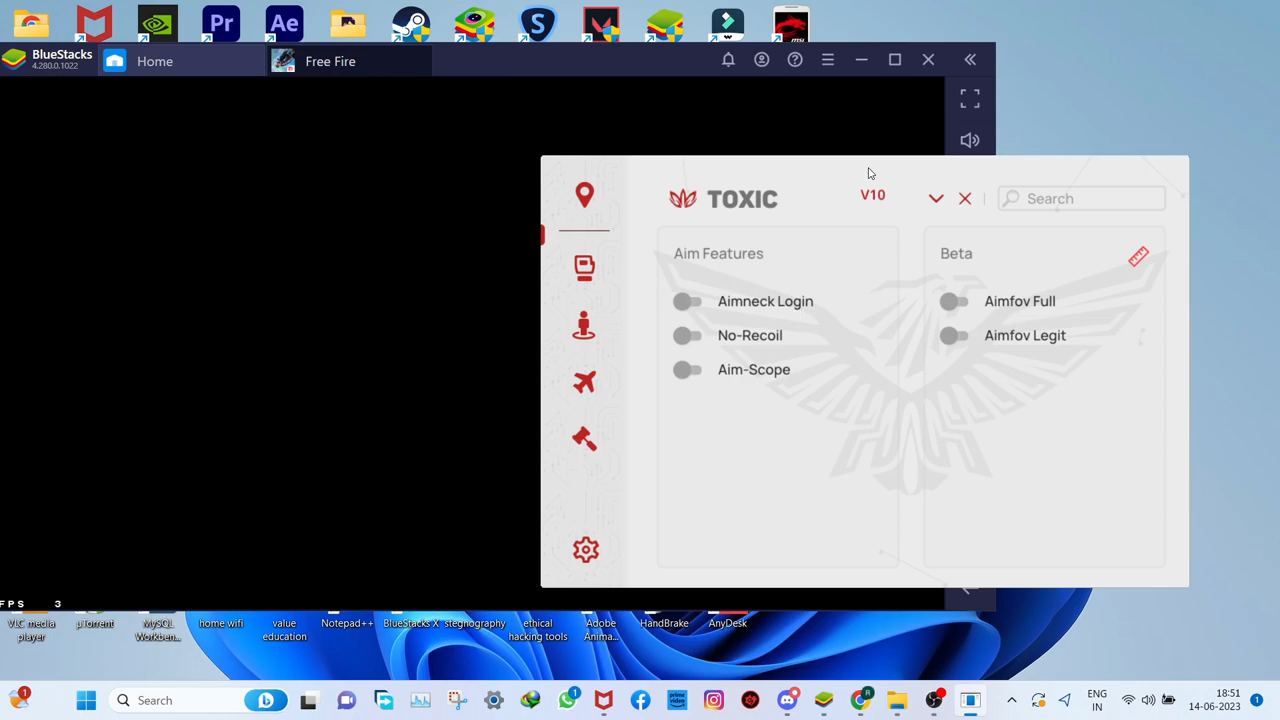 BlueStacks
4.280.0.1022
Home
Free Fire
TOXIC
V10
Search
Aim Features
Aimneck Login
No-Recoil
Aim-Scope
Beta
Aimfov Full
Aimfov Legit
FPS 3
VLC media player
µTorrent
MySQL Workben...
home wifi
value education
Notepad++
BlueStacks X
stegnography
ethical hacking tools
Adobe Anima...
HandBrake
AnyDesk
Search
ENG
IN
18:51
14-06-2023